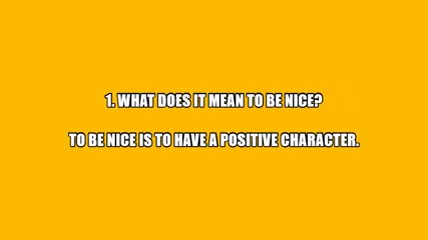 1. WHAT DOES IT MEAN TO BE NICE?
TO BE NICE IS TO HAVE A POSITIVE CHARACTER.